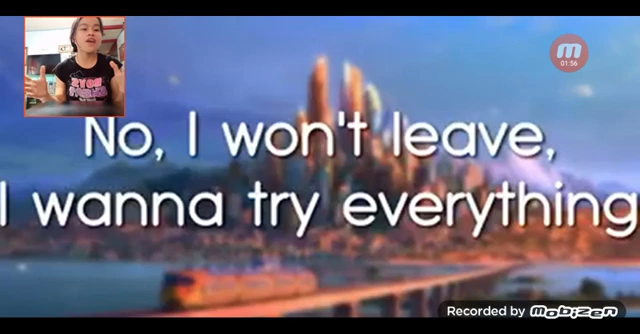 01:56
No, I won't leave,
I wanna try everything
Recorded by mobizen